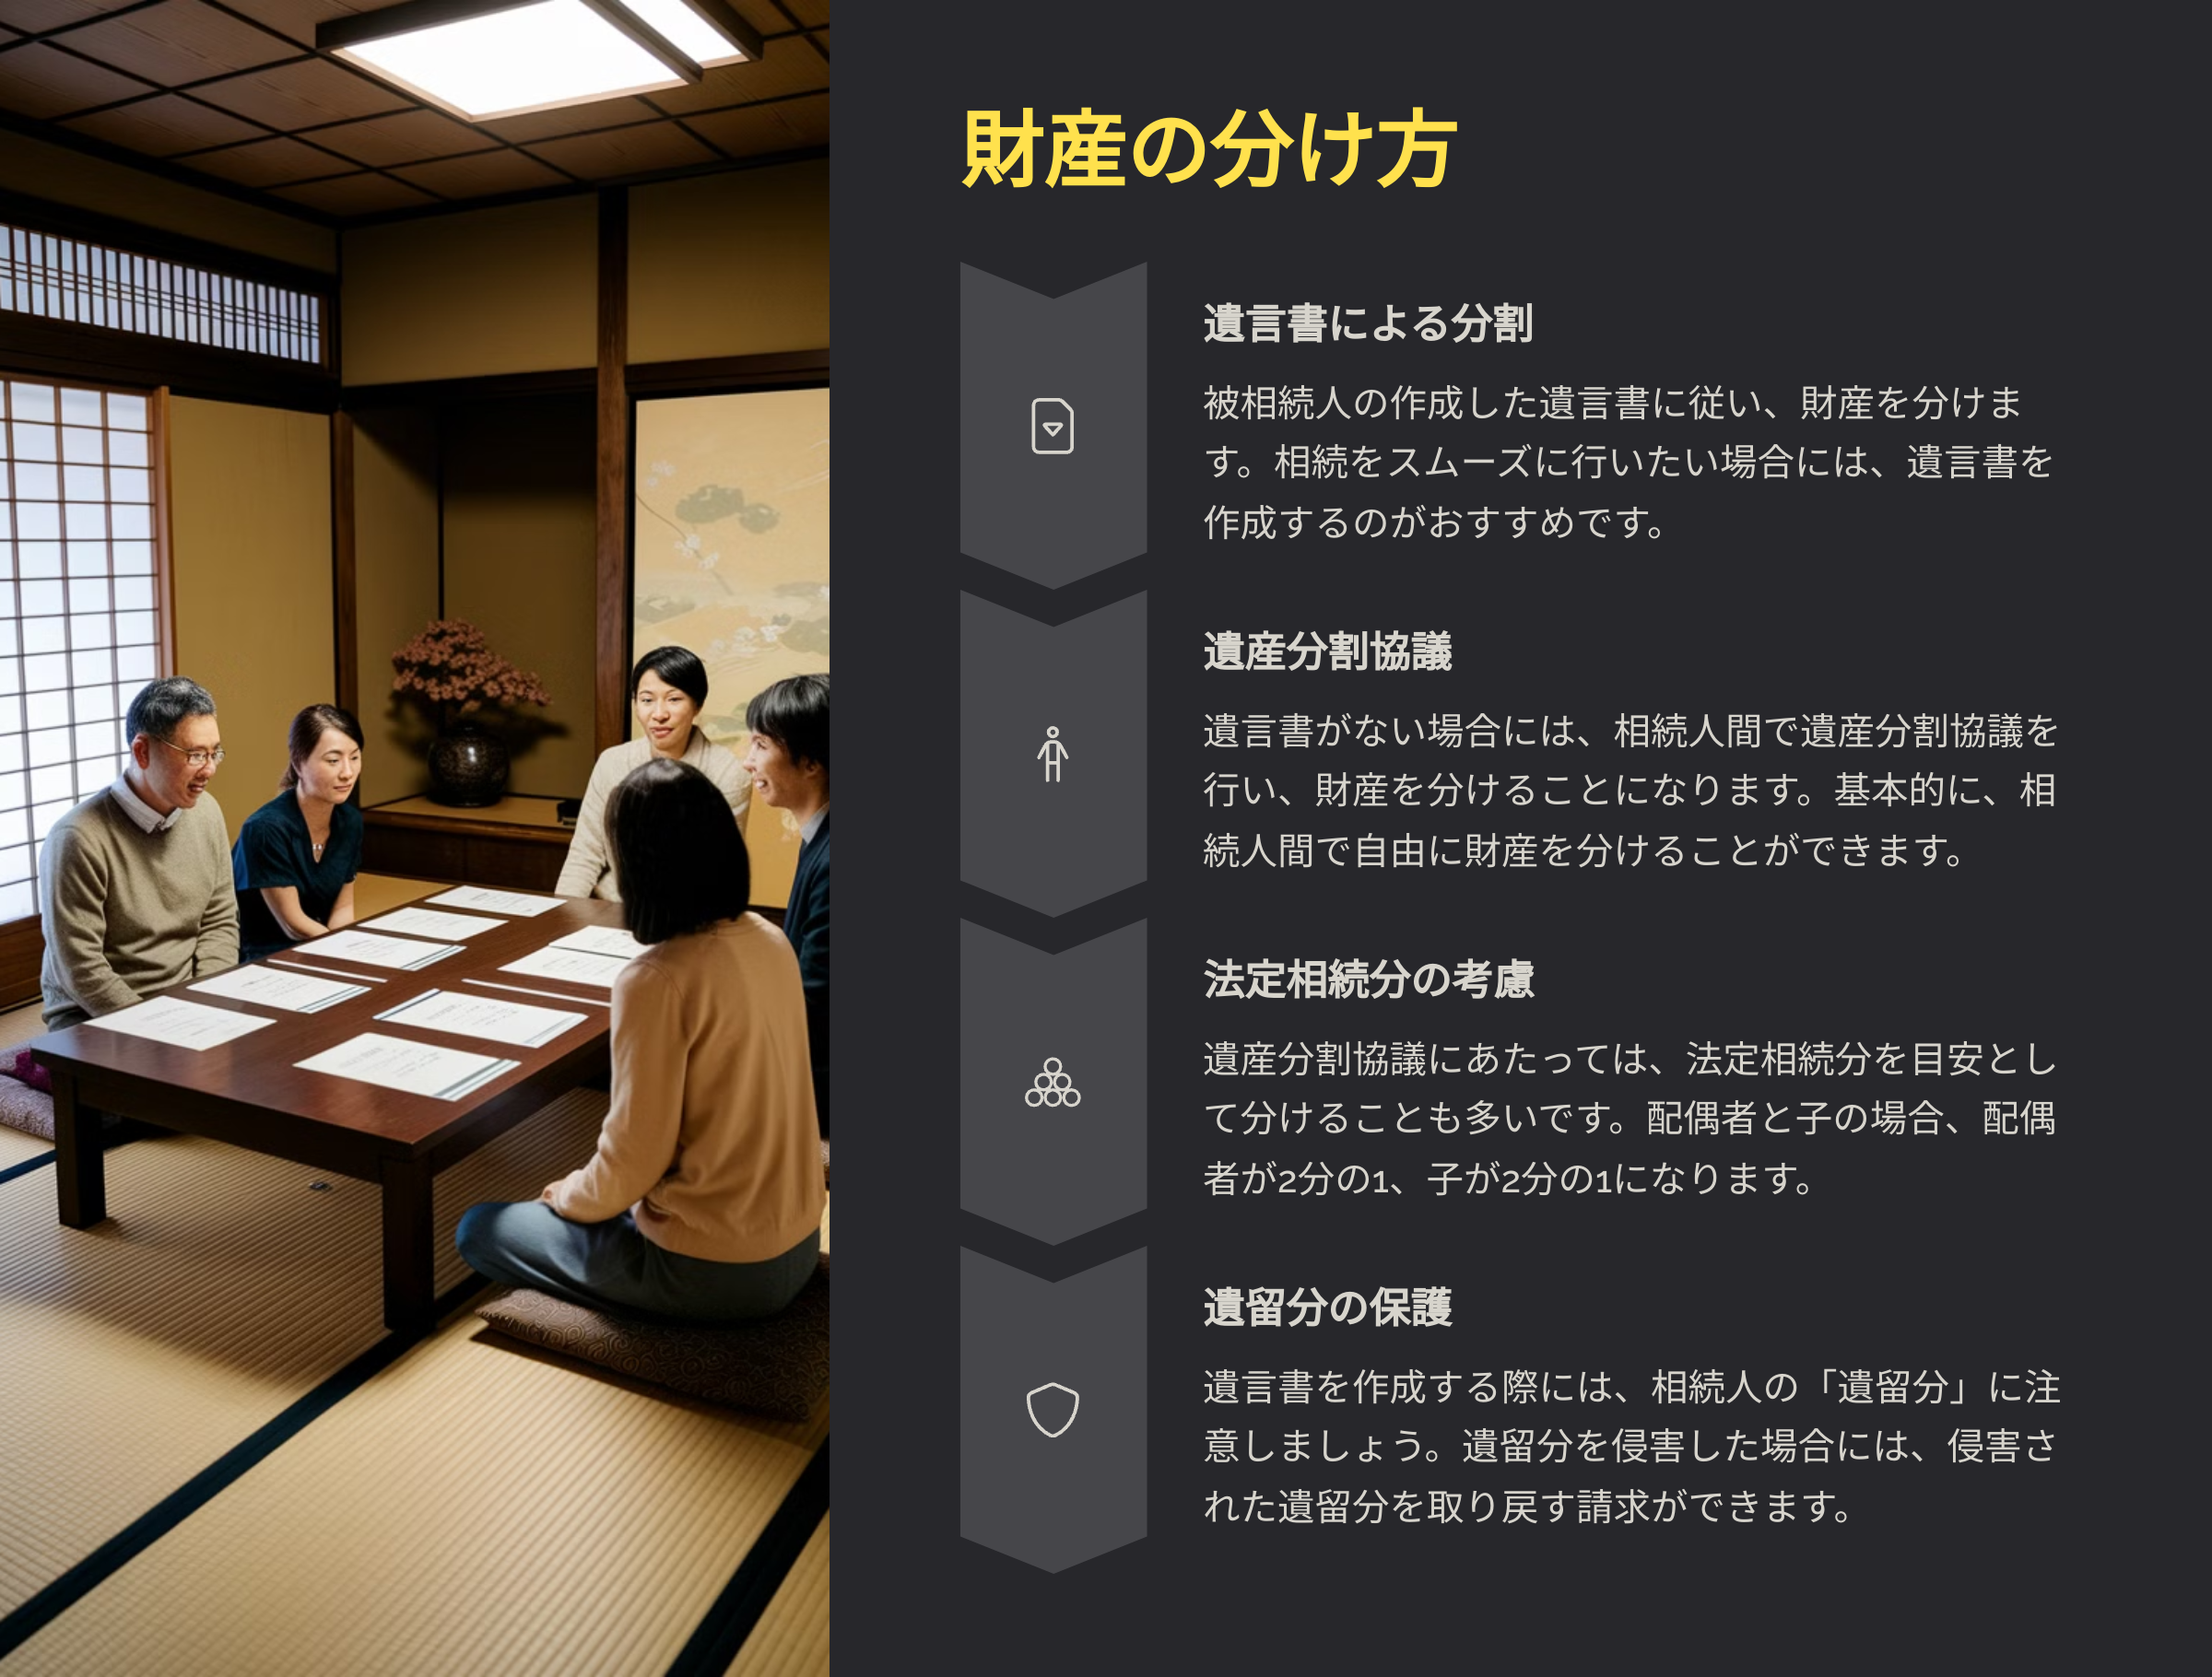 財産の分け方
遺言書による分割
被相続人の作成した遺言書に従い、財産を分けま
す。相続をスムーズに行いたい場合には、遺言書を
作成するのがおすすめです。
遺産分割協議
遺言書がない場合には、相続人間で遺産分割協議を
行い、財産を分けることになります。基本的に、相
続人間で自由に財産を分けることができます。
法定相続分の考慮
遺産分割協議にあたっては、法定相続分を目安とし
て分けることも多いです。配偶者と子の場合、配偶
者が2分の1、子が2分の1になります。
遺留分の保護
遺言書を作成する際には、相続人の「遺留分」に注
意しましょう。遺留分を侵害した場合には、侵害さ
れた遺留分を取り戻す請求ができます。